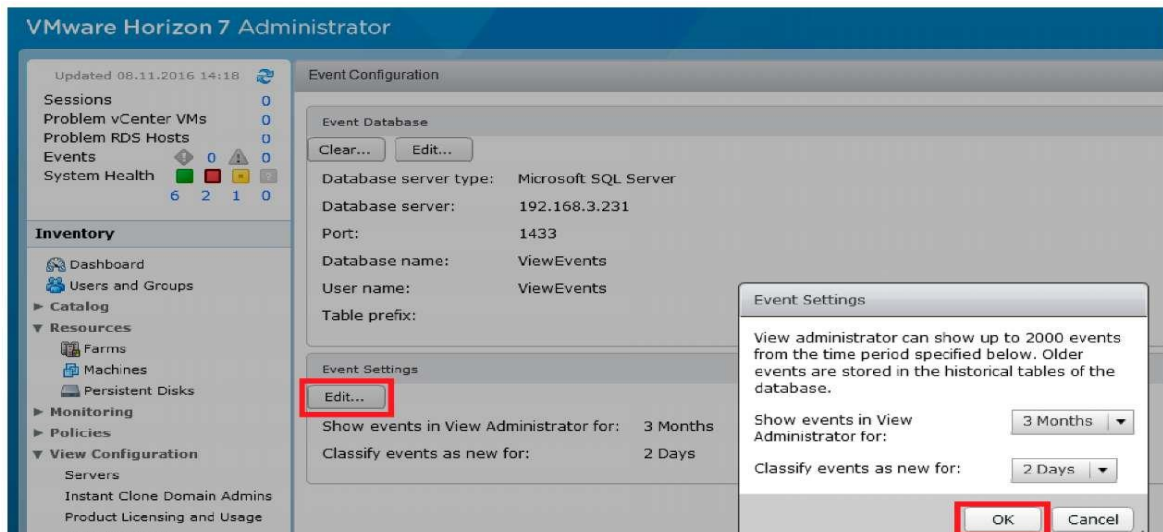 VMware Horizon 7 Administrator
Updated 08.11.2016 14:18
Sessions 0
Problem vCenter VMs 0
Problem RDS Hosts 0
Events 0 0
System Health
6 2 1 0
Inventory
Dashboard
Users and Groups
Catalog
Resources
Farms
Machines
Persistent Disks
Monitoring
Policies
View Configuration
Servers
Instant Clone Domain Admins
Product Licensing and Usage
Event Configuration
Event Database
Clear... Edit...
Database server type: Microsoft SQL Server
Database server: 192.168.3.231
Port: 1433
Database name: ViewEvents
User name: ViewEvents
Table prefix:
Event Settings
Edit...
Show events in View Administrator for: 3 Months
Classify events as new for: 2 Days
Event Settings
View administrator can show up to 2000 events
from the time period specified below. Older
events are stored in the historical tables of the
database.
Show events in View
Administrator for: 3 Months
Classify events as new for: 2 Days
OK Cancel